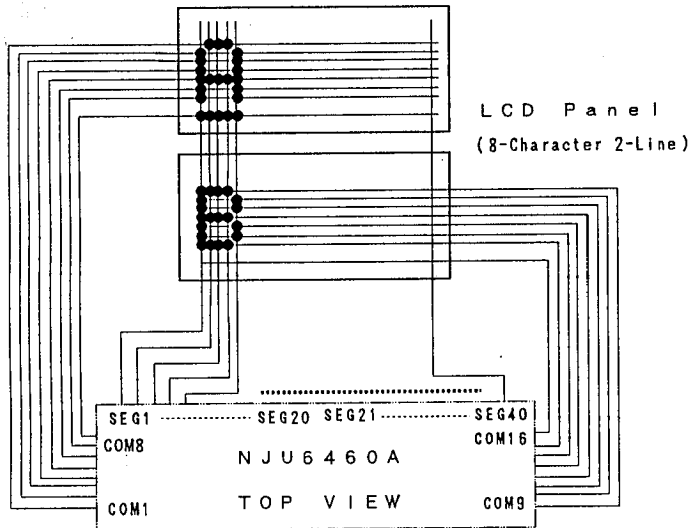 LCD Panel
(8-Character 2-Line)
SEG1 SEG20 SEG21 SEG40
COM8 COM16
NJU6460A
COM1 TOP VIEW COM9